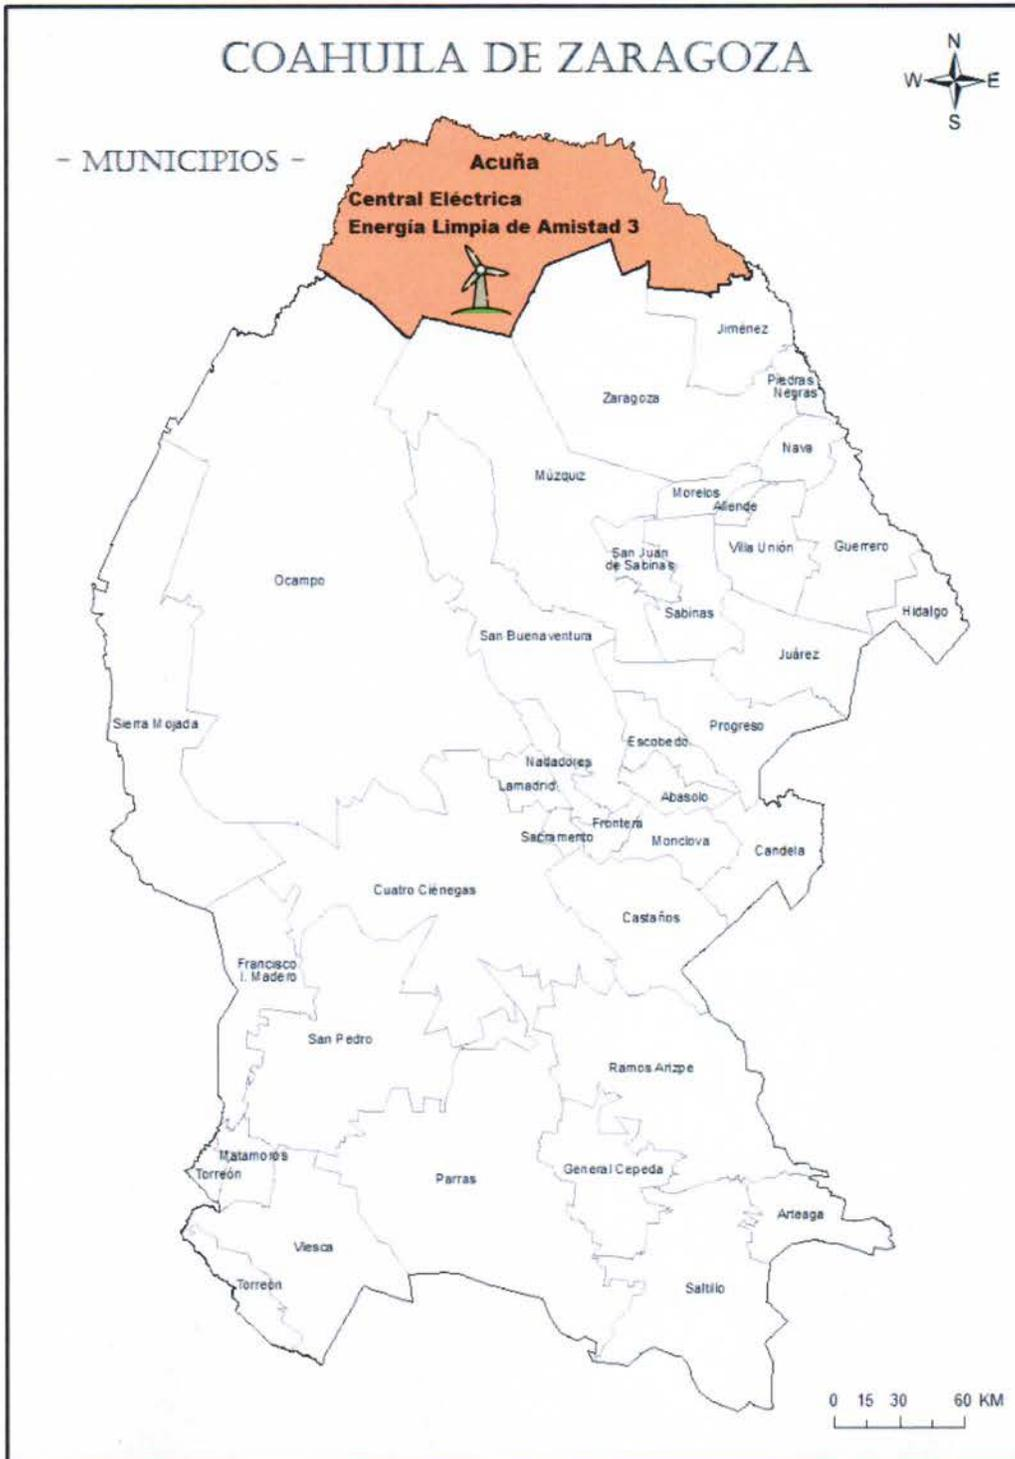 COAHUILA DE ZARAGOZA
N
W E
S
- MUNICIPIOS -
Acuña
Central Eléctrica
Energía Limpia de Amistad 3
Jiménez
Piedras
Negras
Zaragoza
Nava
Múzquiz
Morelos
Allende
San Juan
de Sabinas
Villa Unión
Guerrero
Ocampo
Sabinas
Hidalgo
San Buenaventura
Juárez
Sierra Mojada
Progreso
Escobedo
Nadadores
Lamadrid
Abasolo
Frontera
Sacramento
Monclova
Candela
Cuatro Ciénegas
Castaños
Francisco
I. Madero
San Pedro
Ramos Arizpe
Matamoros
Torreón
Parras
General Cepeda
Arteaga
Viesca
Torreón
Saltillo
0 15 30 60 KM